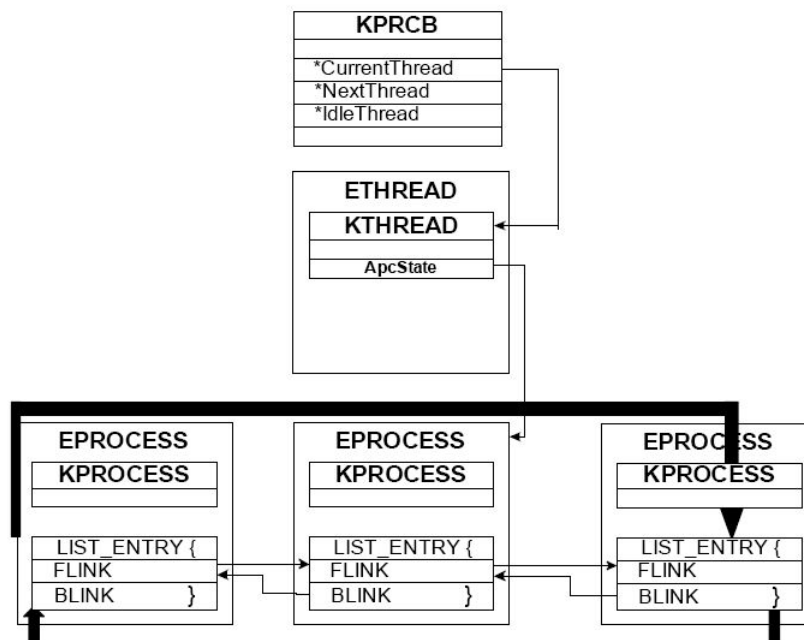 KPRCB
*CurrentThread
*NextThread
*IdleThread
ETHREAD
KTHREAD
ApcState
EPROCESS
KPROCESS
LIST_ENTRY {
FLINK
BLINK }
EPROCESS
KPROCESS
LIST_ENTRY {
FLINK
BLINK }
EPROCESS
KPROCESS
LIST_ENTRY {
FLINK
BLINK }